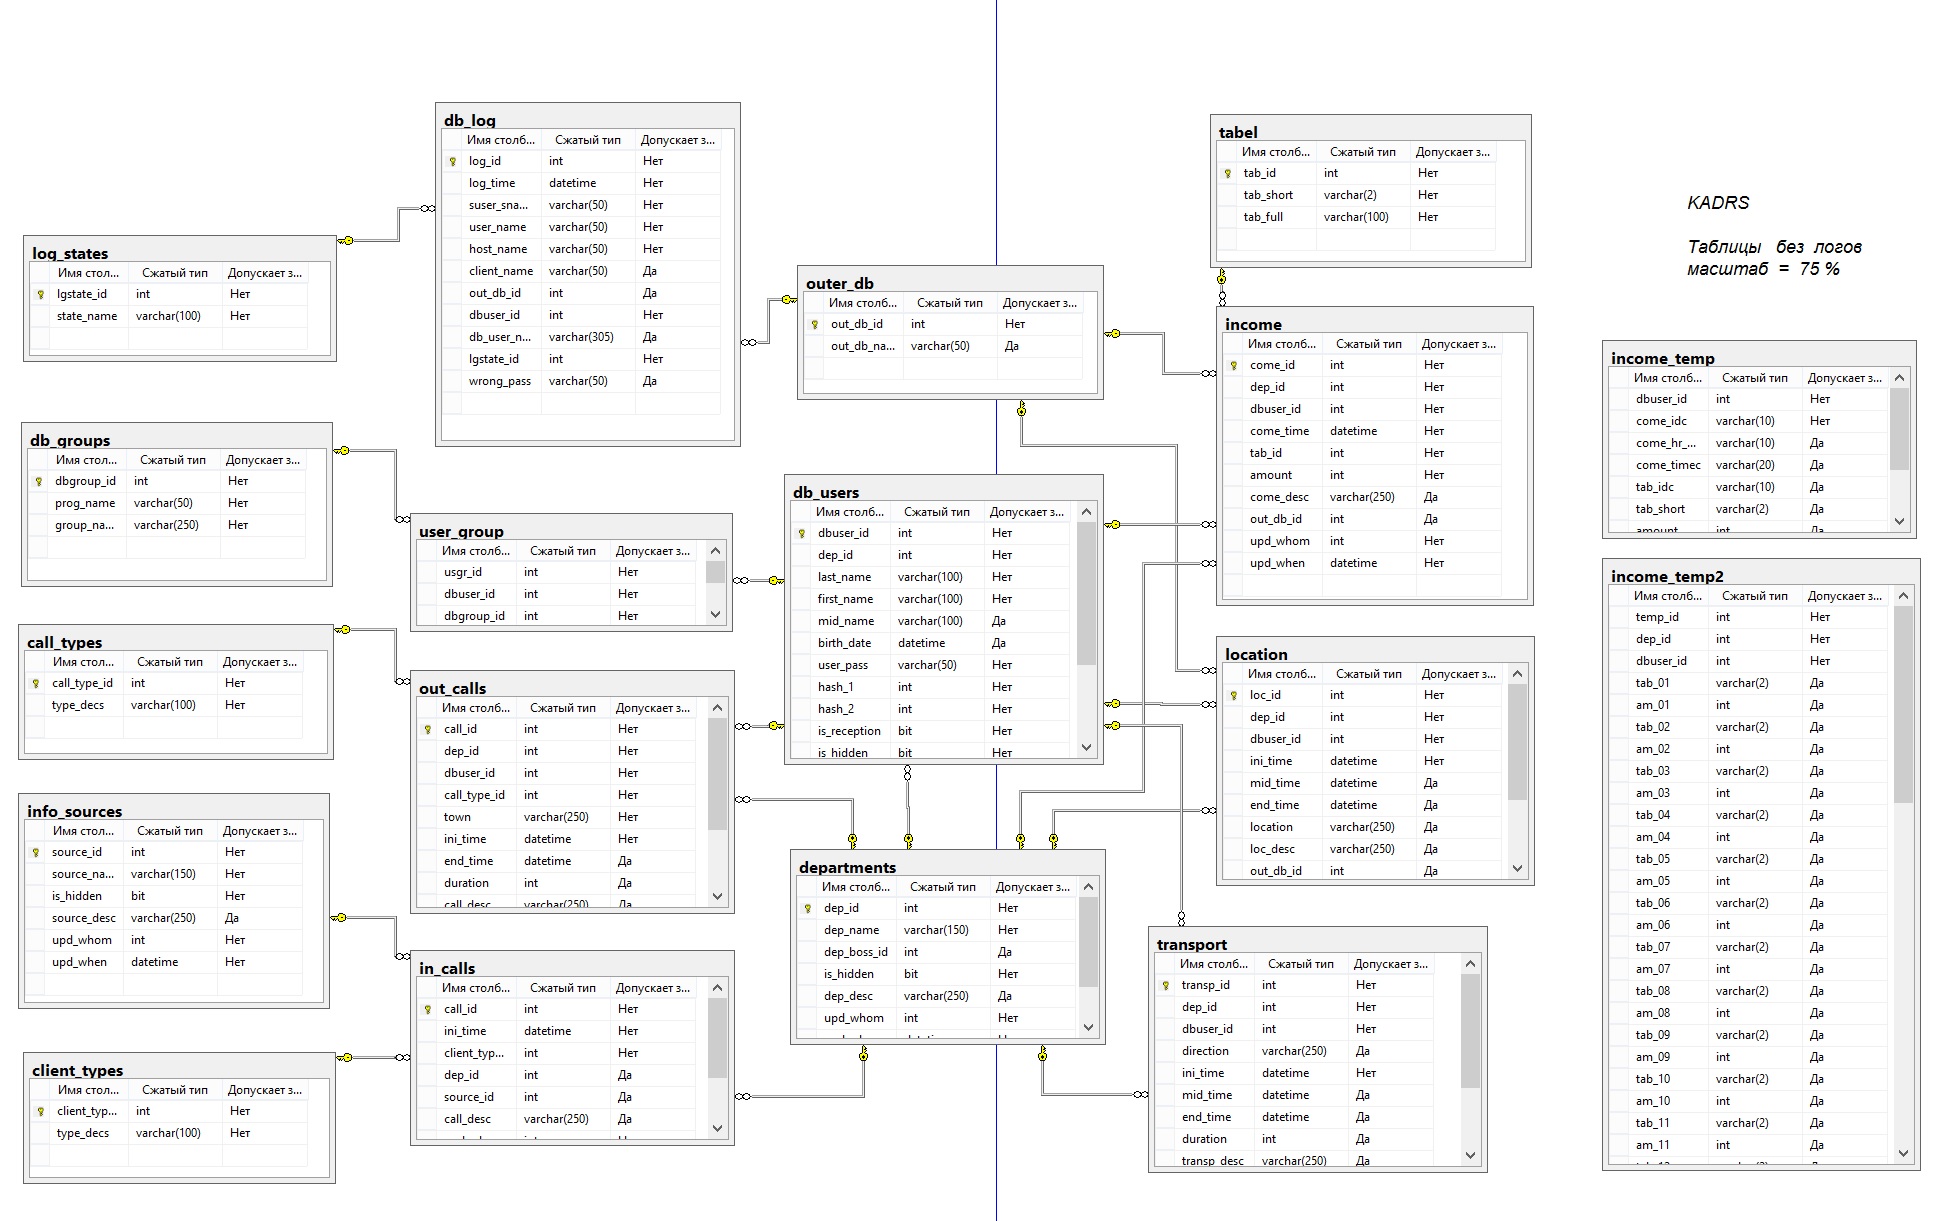 db_log
Имя столб... Сжатый тип Допускает з...
log_id int Нет
log_time datetime Нет
suser_sna... varchar(50) Нет
user_name varchar(50) Нет
host_name varchar(50) Нет
client_name varchar(50) Да
out_db_id int Да
dbuser_id int Нет
db_user_n... varchar(305) Да
lgstate_id int Нет
wrong_pass varchar(50) Да
tabel
Имя столб... Сжатый тип Допускает з...
tab_id int Нет
tab_short varchar(2) Нет
tab_full varchar(100) Нет
KADRS
Таблицы без логов
масштаб = 75 %
log_states
Имя стол... Сжатый тип Допускает з...
lgstate_id int Нет
state_name varchar(100) Нет
outer_db
Имя столб... Сжатый тип Допускает з...
out_db_id int Нет
out_db_na... varchar(50) Да
income
Имя столб... Сжатый тип Допускает з...
come_id int Нет
dep_id int Нет
dbuser_id int Нет
come_time datetime Нет
tab_id int Нет
amount int Нет
come_desc varchar(250) Да
out_db_id int Да
upd_whom int Нет
upd_when datetime Нет
income_temp
Имя столб... Сжатый тип Допускает з...
dbuser_id int Нет
come_idc varchar(10) Нет
come_hr_... varchar(10) Да
come_timec varchar(20) Да
tab_idc varchar(10) Да
tab_short varchar(2) Да
amount int Да
db_groups
Имя стол... Сжатый тип Допускает з...
dbgroup_id int Нет
prog_name varchar(50) Нет
group_na... varchar(250) Нет
user_group
Имя столб... Сжатый тип Допускает з...
usgr_id int Нет
dbuser_id int Нет
dbgroup_id int Нет
db_users
Имя столб... Сжатый тип Допускает з...
dbuser_id int Нет
dep_id int Нет
last_name varchar(100) Нет
first_name varchar(100) Нет
mid_name varchar(100) Да
birth_date datetime Да
user_pass varchar(50) Нет
hash_1 int Нет
hash_2 int Нет
is_reception bit Нет
is_hidden bit Нет
income_temp2
Имя столб... Сжатый тип Допускает з...
temp_id int Нет
dep_id int Нет
dbuser_id int Нет
tab_01 varchar(2) Да
am_01 int Да
tab_02 varchar(2) Да
am_02 int Да
tab_03 varchar(2) Да
am_03 int Да
tab_04 varchar(2) Да
am_04 int Да
tab_05 varchar(2) Да
am_05 int Да
tab_06 varchar(2) Да
am_06 int Да
tab_07 varchar(2) Да
am_07 int Да
tab_08 varchar(2) Да
am_08 int Да
tab_09 varchar(2) Да
am_09 int Да
tab_10 varchar(2) Да
am_10 int Да
tab_11 varchar(2) Да
am_11 int Да
call_types
Имя стол... Сжатый тип Допускает з...
call_type_id int Нет
type_decs varchar(100) Нет
out_calls
Имя столб... Сжатый тип Допускает з...
call_id int Нет
dep_id int Нет
dbuser_id int Нет
call_type_id int Нет
town varchar(250) Нет
ini_time datetime Нет
end_time datetime Да
duration int Да
call_desc varchar(250) Да
location
Имя столб... Сжатый тип Допускает з...
loc_id int Нет
dep_id int Нет
dbuser_id int Нет
ini_time datetime Нет
mid_time datetime Да
end_time datetime Да
location varchar(250) Да
loc_desc varchar(250) Да
out_db_id int Да
info_sources
Имя стол... Сжатый тип Допускает з...
source_id int Нет
source_na... varchar(150) Нет
is_hidden bit Нет
source_desc varchar(250) Да
upd_whom int Нет
upd_when datetime Нет
departments
Имя столб... Сжатый тип Допускает з...
dep_id int Нет
dep_name varchar(150) Нет
dep_boss_id int Да
is_hidden bit Нет
dep_desc varchar(250) Да
upd_whom int Нет
transport
Имя столб... Сжатый тип Допускает з...
transp_id int Нет
dep_id int Нет
dbuser_id int Нет
direction varchar(250) Да
ini_time datetime Нет
mid_time datetime Да
end_time datetime Да
duration int Да
transp_desc varchar(250) Да
in_calls
Имя столб... Сжатый тип Допускает з...
call_id int Нет
ini_time datetime Нет
client_typ... int Нет
dep_id int Да
source_id int Да
call_desc varchar(250) Да
client_types
Имя стол... Сжатый тип Допускает з...
client_typ... int Нет
type_decs varchar(100) Нет